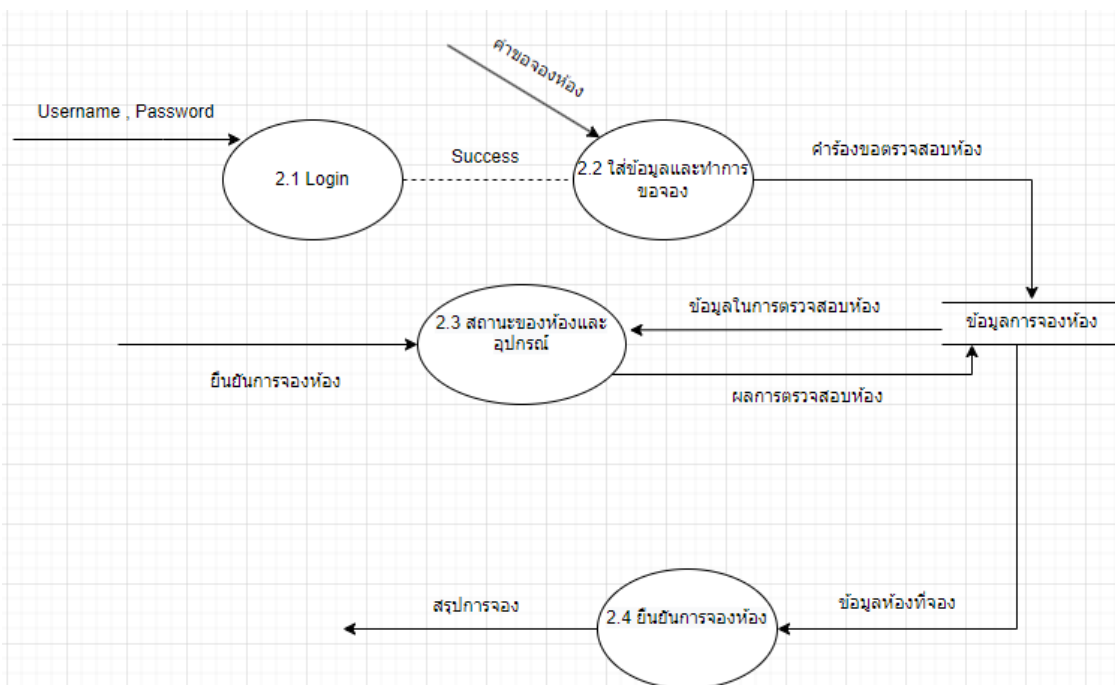 คำขอจองห้อง
Username , Password
2.1 Login
Success
2.2 ใส่ข้อมูลและทำการ
ขอจอง
คำร้องขอตรวจสอบห้อง
2.3 สถานะของห้องและ
อุปกรณ์
ข้อมูลในการตรวจสอบห้อง
ข้อมูลการจองห้อง
ยืนยันการจองห้อง
ผลการตรวจสอบห้อง
สรุปการจอง
2.4 ยืนยันการจองห้อง
ข้อมูลห้องที่จอง